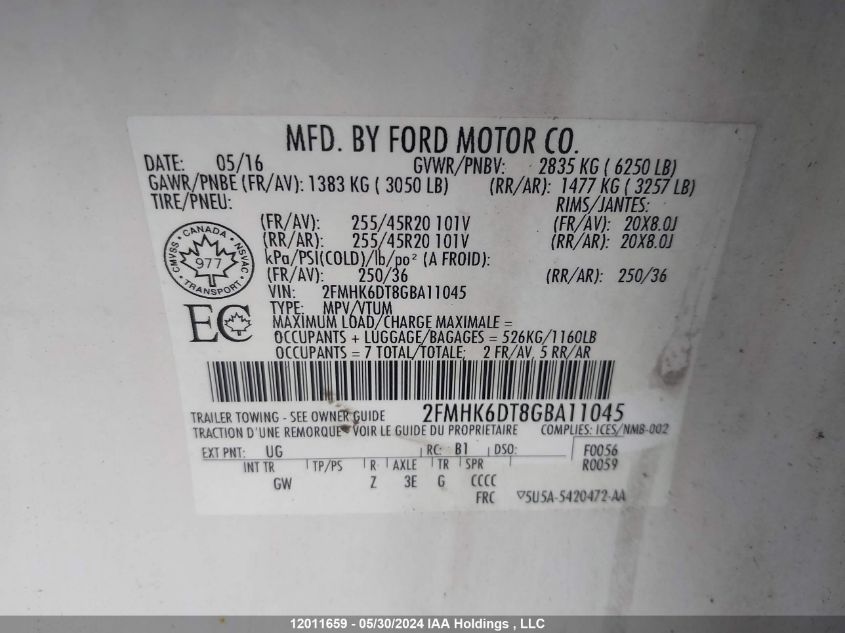 MFD. BY FORD MOTOR CO.
DATE: 05/16 GVWR/PNBV: 2835 KG ( 6250 LB)
GAWR/PNBE (FR/AV): 1383 KG ( 3050 LB) (RR/AR): 1477 KG ( 3257 LB)
TIRE/PNEU: RIMS/JANTES:
(FR/AV): 255/45R20 101V (FR/AV): 20X8.0J
(RR/AR): 255/45R20 101V (RR/AR): 20X8.0J
kPa/PSI(COLD)/lb/po² (A FROID):
(FR/AV): 250/36 (RR/AR): 250/36
CANADA CMVSS NSVAC 977 TRANSPORT
VIN: 2FMHK6DT8GBA11045
TYPE: MPV/VTUM
EC
MAXIMUM LOAD/CHARGE MAXIMALE =
OCCUPANTS + LUGGAGE/BAGAGES = 526KG/1160LB
OCCUPANTS = 7 TOTAL/TOTALE; 2 FR/AV, 5 RR/AR
TRAILER TOWING - SEE OWNER GUIDE 2FMHK6DT8GBA11045
TRACTION D'UNE REMORQUE - VOIR LE GUIDE DU PROPRIETAIRE COMPLIES: ICES/NMB-002
EXT PNT: UG RC: B1 DSO: F0056
INT TR TP/PS R AXLE TR SPR R0059
GW Z 3E G CCCC
FRC ▽5U5A-5420472-AA
12011659 - 05/30/2024 IAA Holdings , LLC